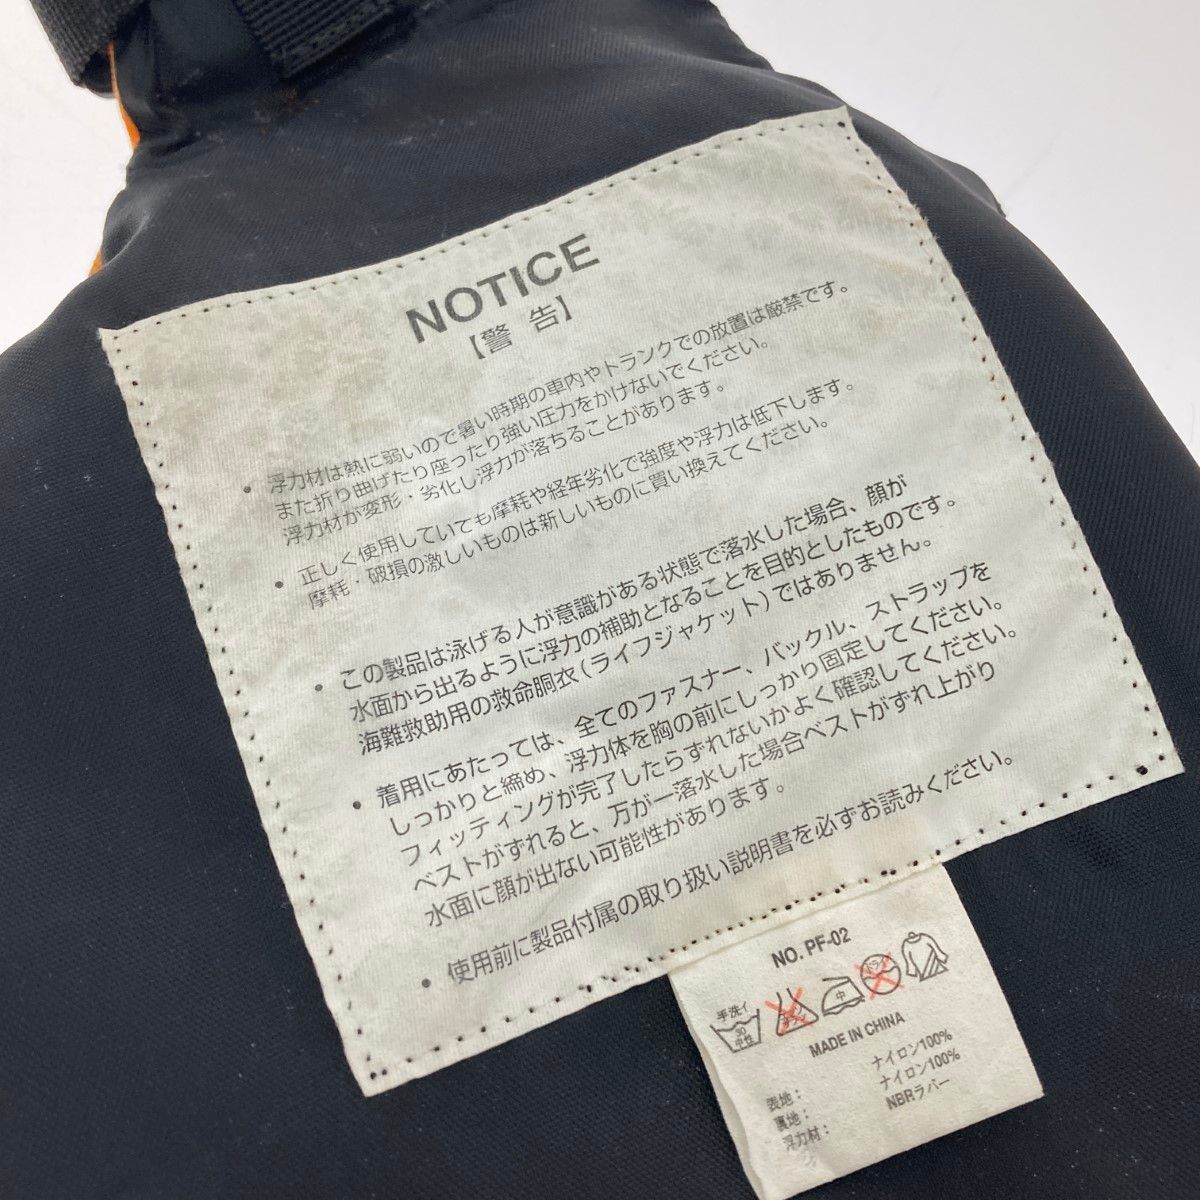 NOTICE
【警 告】
・浮力材は熱に弱いので暑い時期の車内やトランクでの放置は厳禁です。
また折り曲げたり座ったり強い圧力をかけないでください。
浮力材が変形・劣化し浮力が落ちることがあります。
・正しく使用していても摩耗や経年劣化で強度や浮力は低下します。
摩耗・破損の激しいものは新しいものに買い換えてください。
・この製品は泳げる人が意識がある状態で落水した場合、顔が
水面から出るように浮力の補助となることを目的としたものです。
海難救助用の救命胴衣(ライフジャケット)ではありません。
・着用にあたっては、全てのファスナー、バックル、ストラップを
しっかりと締め、浮力体を胸の前にしっかり固定してください。
フィッティングが完了したらずれないかよく確認してください。
ベストがずれると、万が一落水した場合ベストがずれ上がり
水面に顔が出ない可能性があります。
・使用前に製品付属の取り扱い説明書を必ずお読みください。
NO. PF-02
手洗イ
30
中性
中
ドライ
MADE IN CHINA
表地: ナイロン100%
裏地: ナイロン100%
浮力材: NBRラバー